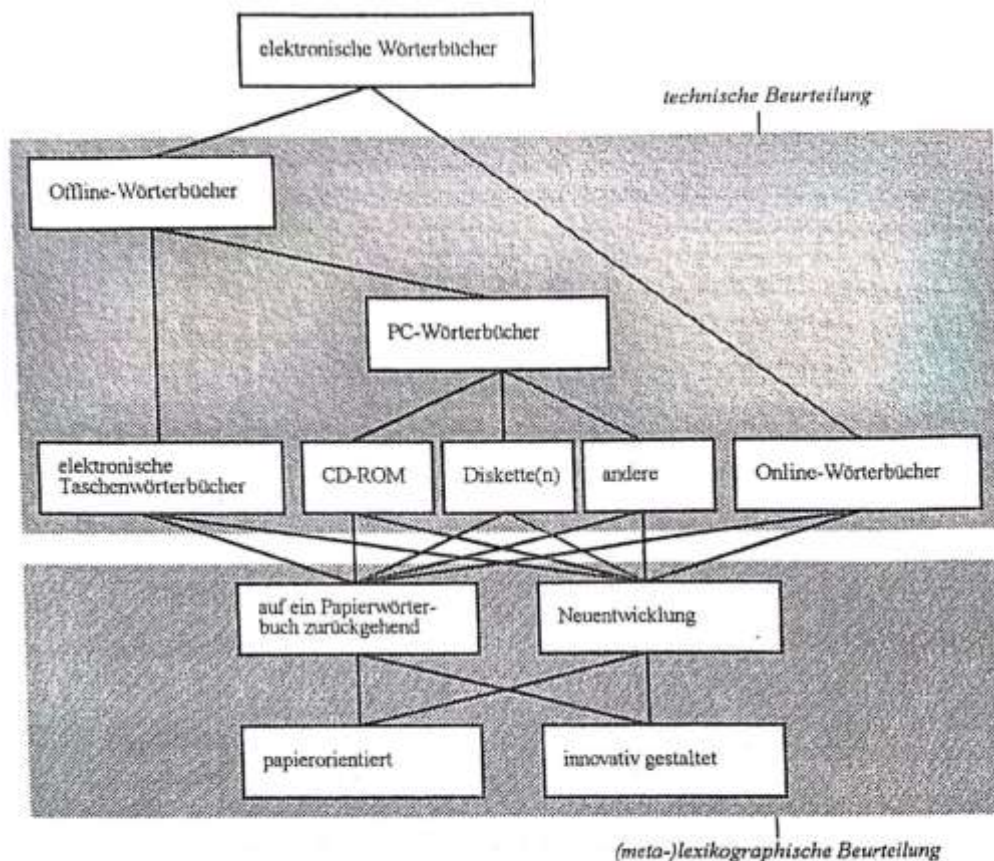 elektronische Wörterbücher
technische Beurteilung
Offline-Wörterbücher
PC-Wörterbücher
elektronische
Taschenwörterbücher
CD-ROM
Diskette(n)
andere
Online-Wörterbücher
auf ein Papierwörter-
buch zurückgehend
Neuentwicklung
papierorientiert
innovativ gestaltet
(meta-)lexikographische Beurteilung